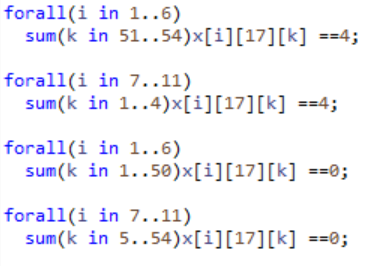 forall(i in 1..6)
sum(k in 51..54)x[i][17][k] ==4;
forall(i in 7..11)
sum(k in 1..4)x[i][17][k] ==4;
forall(i in 1..6)
sum(k in 1..50)x[i][17][k] ==0;
forall(i in 7..11)
sum(k in 5..54)x[i][17][k] ==0;